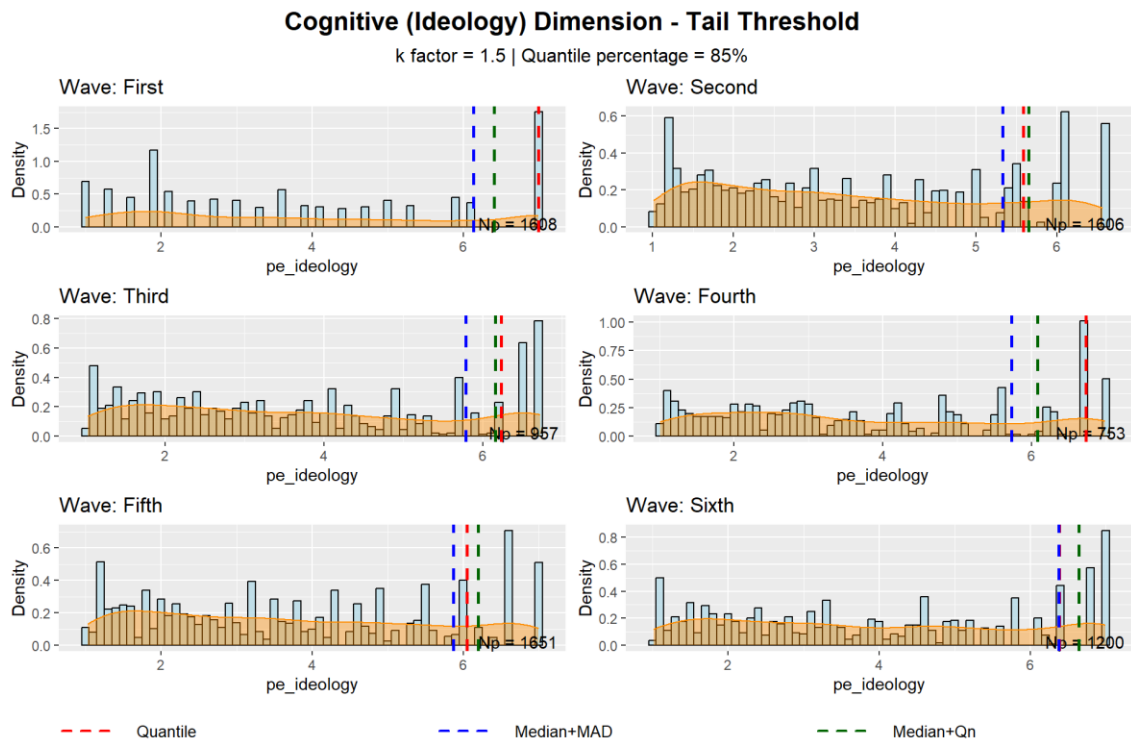 Cognitive (Ideology) Dimension - Tail Threshold
k factor = 1.5 | Quantile percentage = 85%
Wave: First
Density
1.5
1.0
0.5
0.0
Np = 1608
2
4
6
pe_ideology
Wave: Second
Density
0.6
0.4
0.2
0.0
Np = 1606
1
2
3
4
5
6
pe_ideology
Wave: Third
Density
0.8
0.6
0.4
0.2
0.0
Np = 957
2
4
6
pe_ideology
Wave: Fourth
Density
1.00
0.75
0.50
0.25
0.00
Np = 753
2
4
6
pe_ideology
Wave: Fifth
Density
0.6
0.4
0.2
0.0
Np = 1651
2
4
6
pe_ideology
Wave: Sixth
Density
0.8
0.6
0.4
0.2
0.0
Np = 1200
2
4
6
pe_ideology
Quantile
Median+MAD
Median+Qn